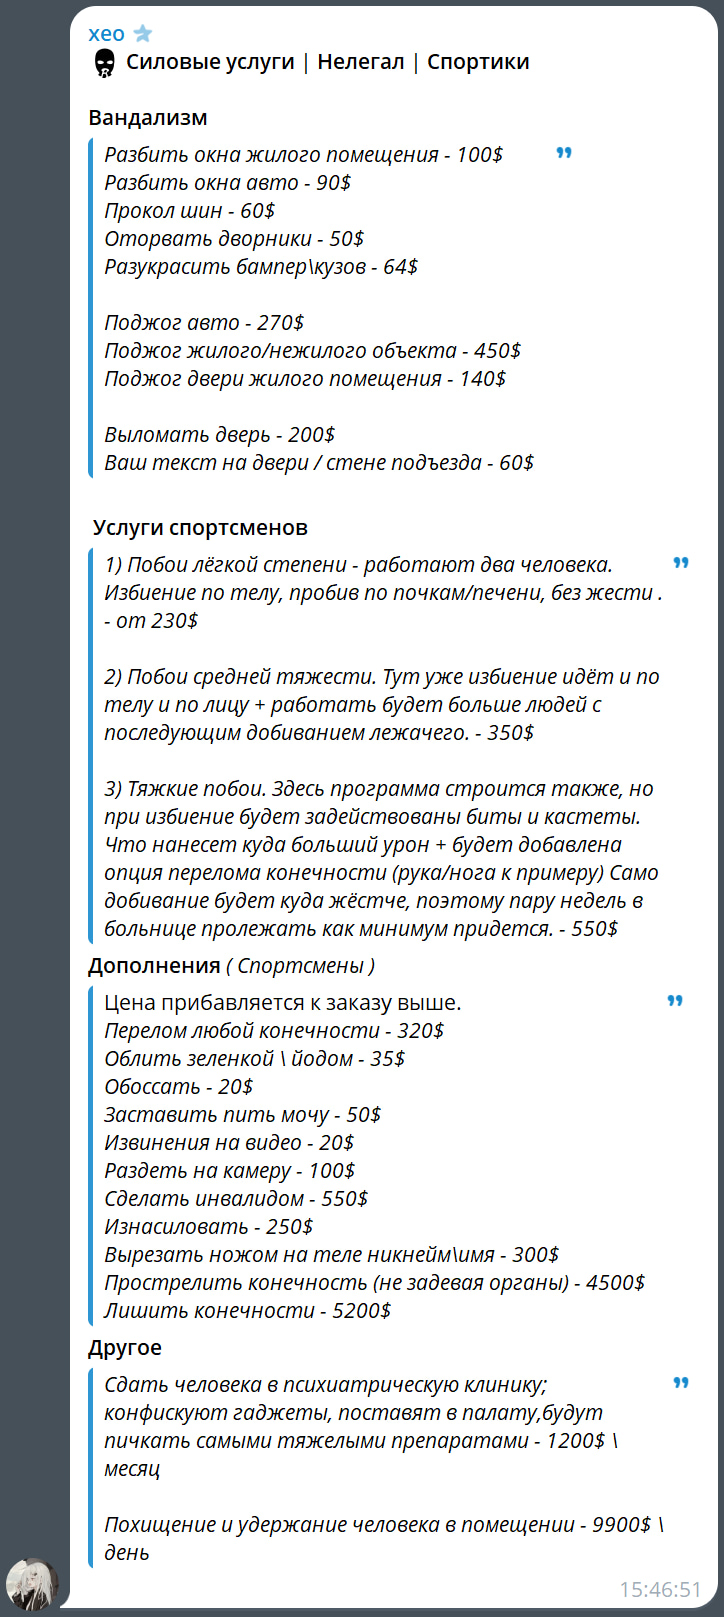 xeo
Силовые услуги | Нелегал | Спортики
Вандализм
Разбить окна жилого помещения - 100$
Разбить окна авто - 90$
Прокол шин - 60$
Оторвать дворники - 50$
Разукрасить бампер\кузов - 64$
Поджог авто - 270$
Поджог жилого/нежилого объекта - 450$
Поджог двери жилого помещения - 140$
Выломать дверь - 200$
Ваш текст на двери / стене подъезда - 60$
Услуги спортсменов
1) Побои лёгкой степени - работают два человека.
Избиение по телу, пробив по почкам/печени, без жести .
- от 230$
2) Побои средней тяжести. Тут уже избиение идёт и по
телу и по лицу + работать будет больше людей с
последующим добиванием лежачего. - 350$
3) Тяжкие побои. Здесь программа строится также, но
при избиение будет задействованы биты и кастеты.
Что нанесет куда больший урон + будет добавлена
опция перелома конечности (рука/нога к примеру) Само
добивание будет куда жёстче, поэтому пару недель в
больнице пролежать как минимум придется. - 550$
Дополнения ( Спортсмены )
Цена прибавляется к заказу выше.
Перелом любой конечности - 320$
Облить зеленкой \ йодом - 35$
Обоссать - 20$
Заставить пить мочу - 50$
Извинения на видео - 20$
Раздеть на камеру - 100$
Сделать инвалидом - 550$
Изнасиловать - 250$
Вырезать ножом на теле никнейм\имя - 300$
Прострелить конечность (не задевая органы) - 4500$
Лишить конечности - 5200$
Другое
Сдать человека в психиатрическую клинику;
конфискуют гаджеты, поставят в палату,будут
пичкать самыми тяжелыми препаратами - 1200$ \
месяц
Похищение и удержание человека в помещении - 9900$ \
день
15:46:51